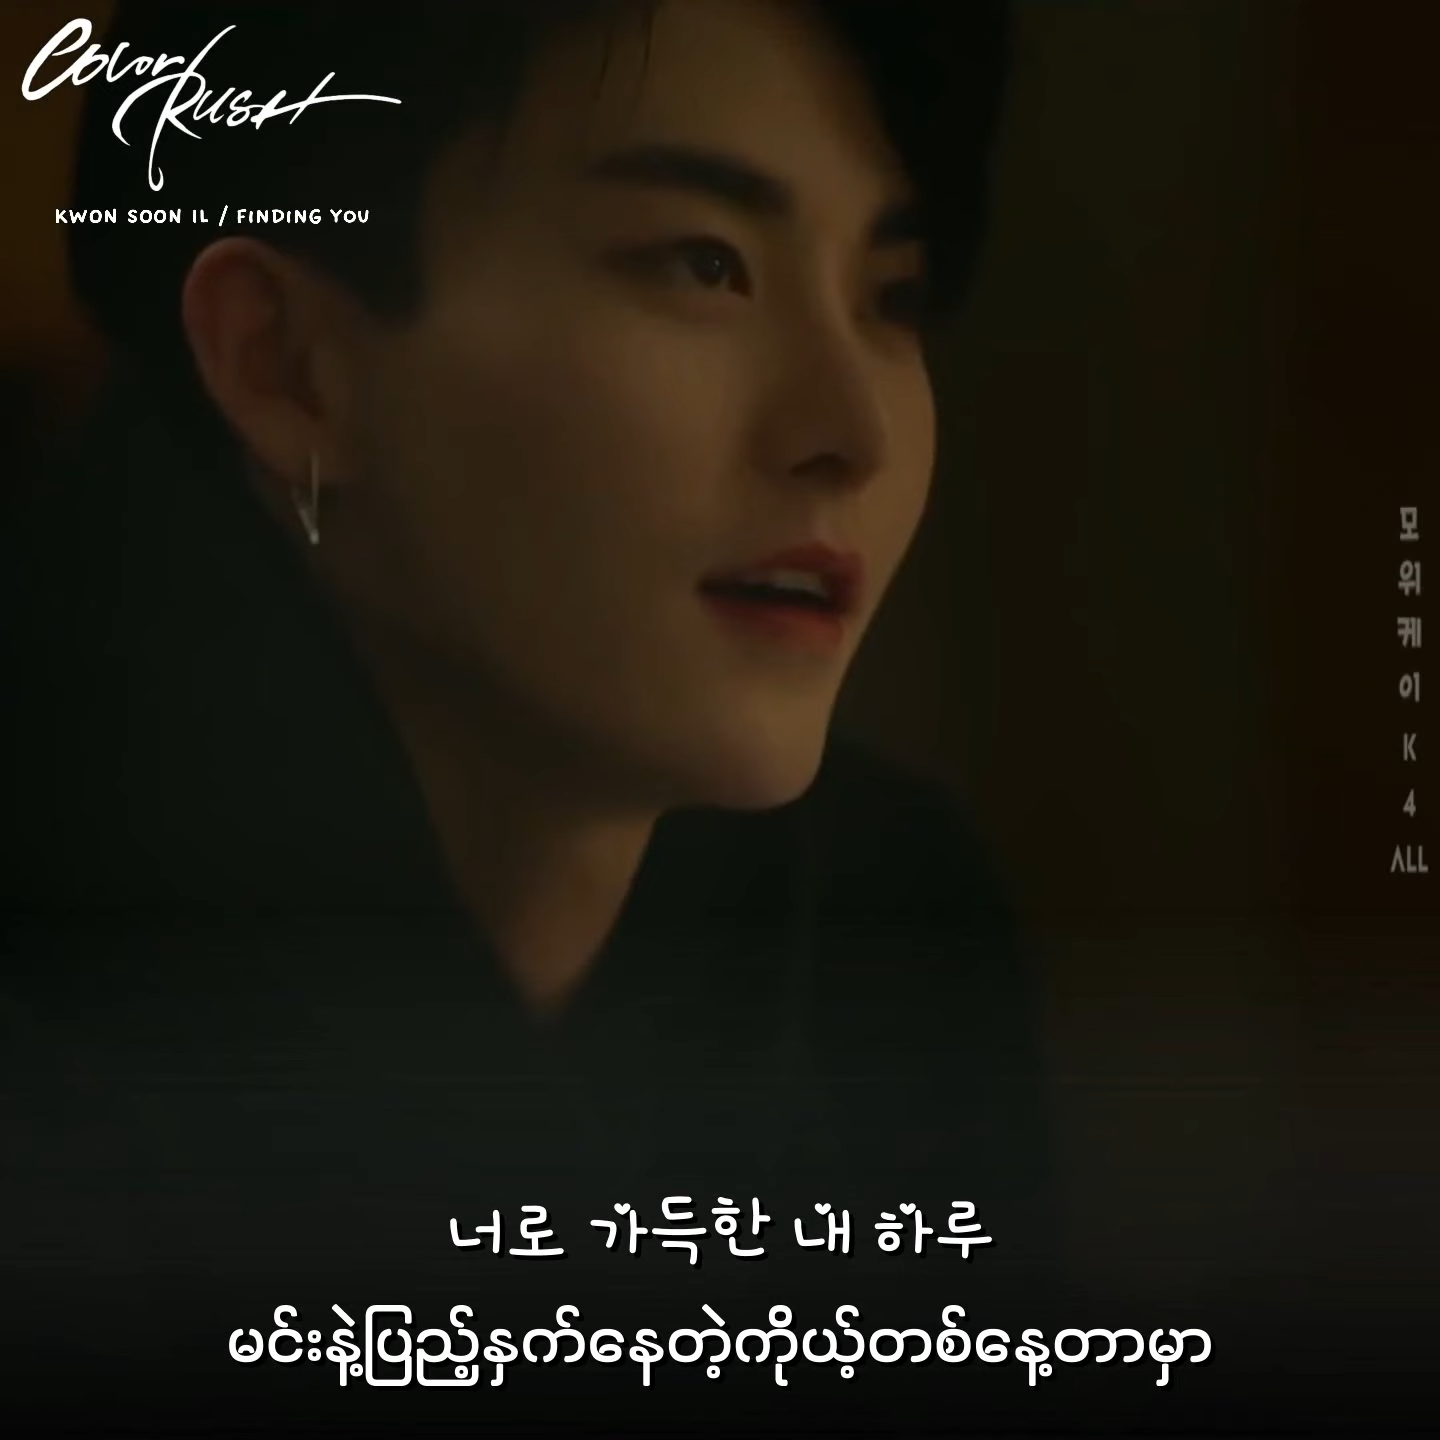 Color
Rush
KWON SOON IL / FINDING YOU
모위케이 K 4 ALL
너로 가득한 내 하루
မင်းနဲ့ပြည့်နှက်နေတဲ့ကိုယ့်တစ်နေ့တာမှာ